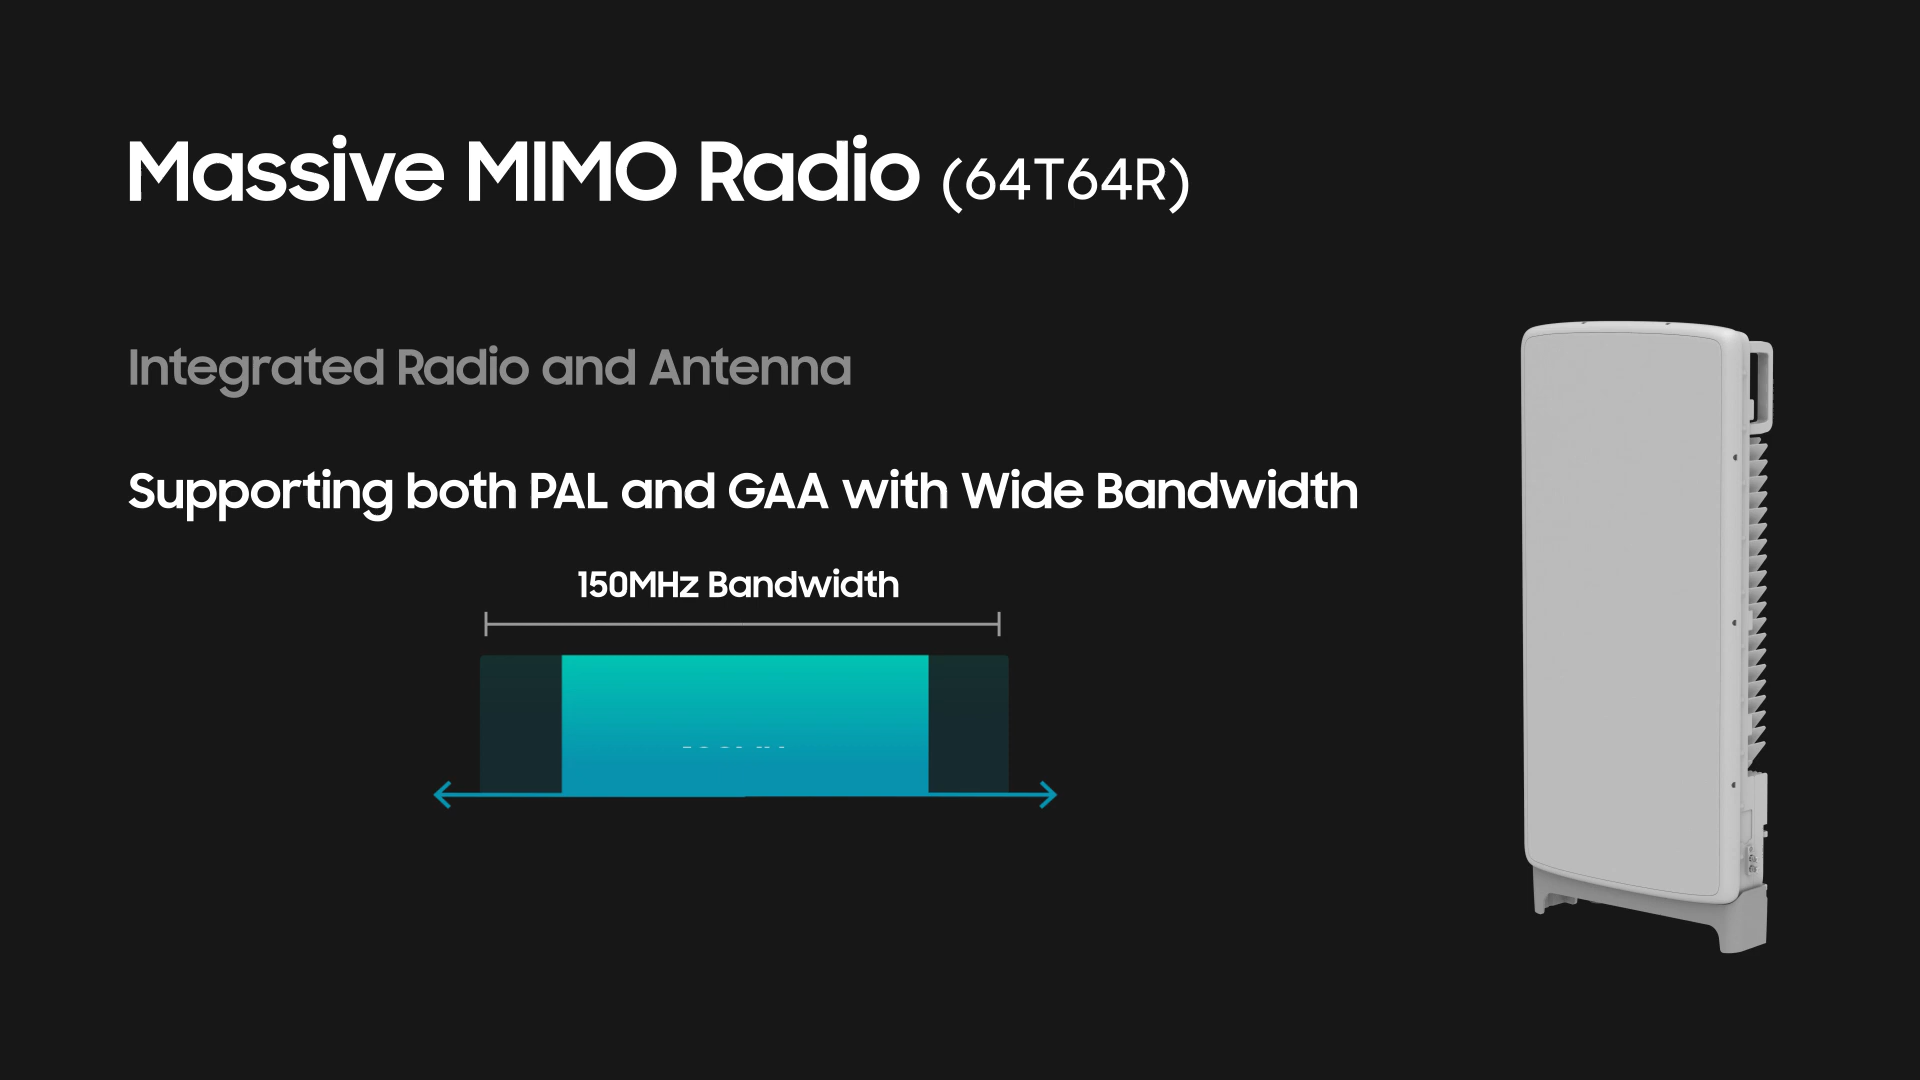 Massive MIMO Radio (64T64R)
Integrated Radio and Antenna
Supporting both PAL and GAA with Wide Bandwidth
150MHz Bandwidth